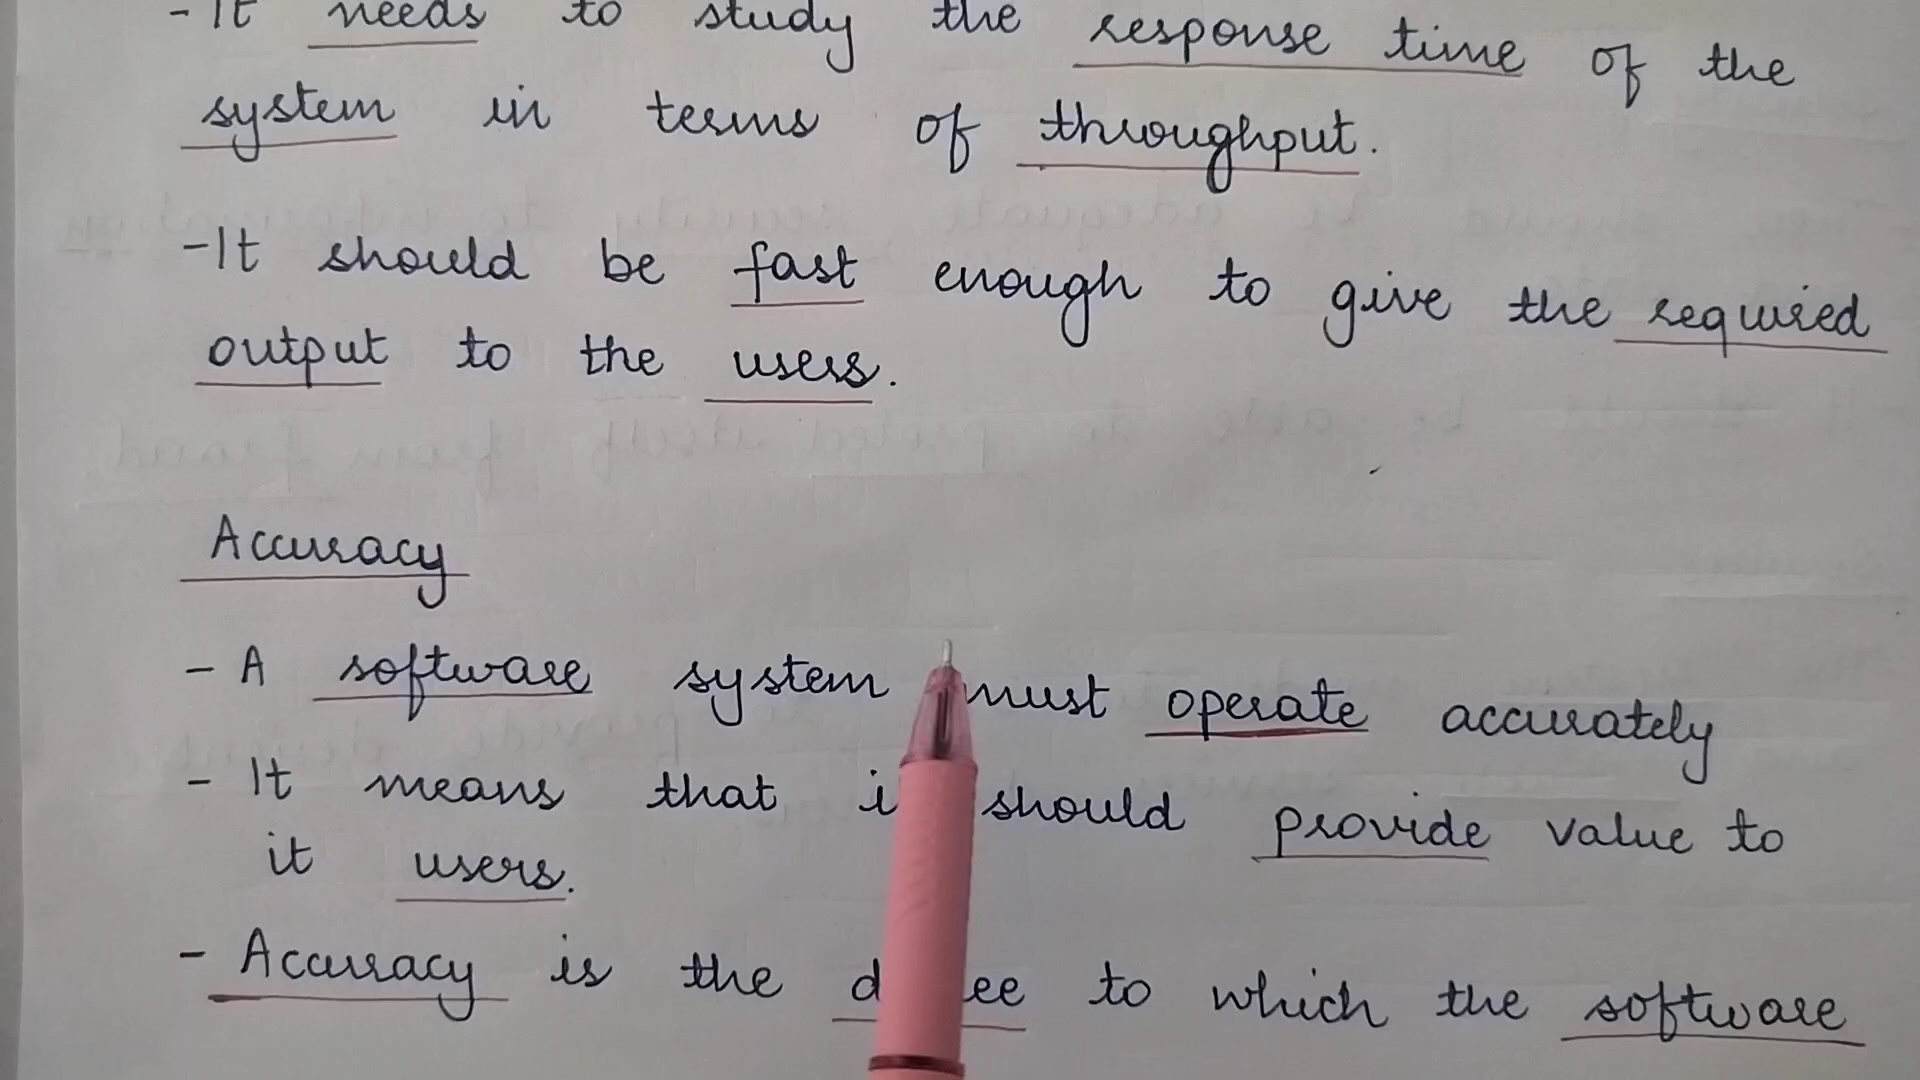 - It needs to study the response time of the
system in terms of throughput.
- It should be fast enough to give the required
output to the users.
Accuracy
- A software system must operate accurately
- It means that i should provide value to
it users.
- Accuracy is the d ee to which the software